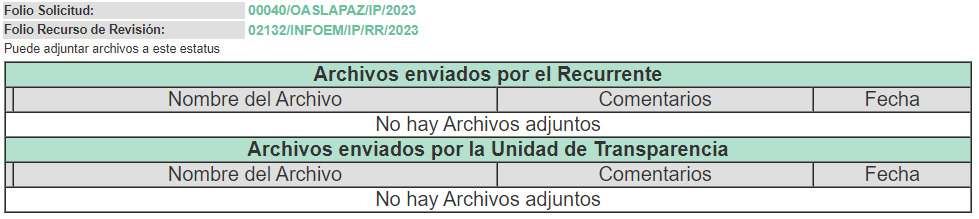 Folio Solicitud: 00040/OASLAPAZ/IP/2023
Folio Recurso de Revisión: 02132/INFOEM/IP/RR/2023
Puede adjuntar archivos a este estatus
Archivos enviados por el Recurrente
Nombre del Archivo Comentarios Fecha
No hay Archivos adjuntos
Archivos enviados por la Unidad de Transparencia
Nombre del Archivo Comentarios Fecha
No hay Archivos adjuntos